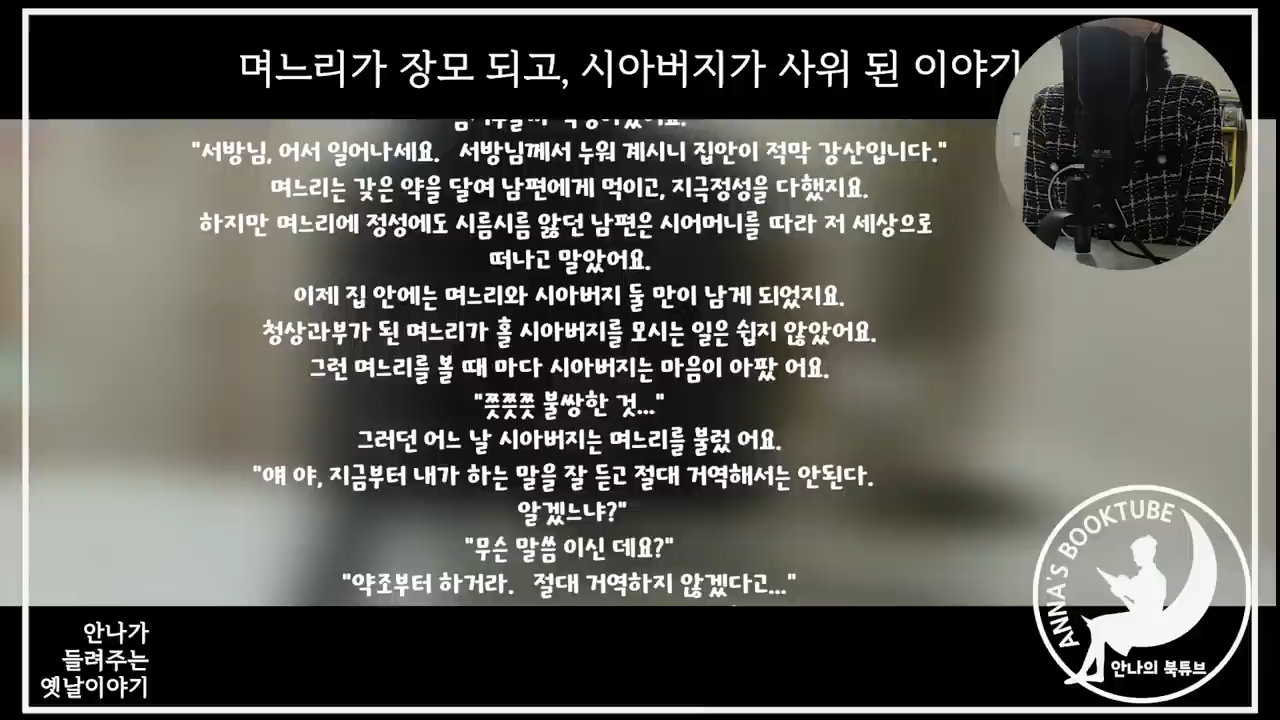 며느리가 장모 되고, 시아버지가 사위 된 이야기
"서방님, 어서 일어나세요. 서방님께서 누워 계시니 집안이 적막 강산입니다."
며느리는 갖은 약을 달여 남편에게 먹이고, 지극정성을 다했지요.
하지만 며느리에 정성에도 시름시름 앓던 남편은 시어머니를 따라 저 세상으로
떠나고 말았어요.
이제 집 안에는 며느리와 시아버지 둘 만이 남게 되었지요.
청상과부가 된 며느리가 홀 시아버지를 모시는 일은 쉽지 않았어요.
그런 며느리를 볼 때 마다 시아버지는 마음이 아팠 어요.
"쯧쯧쯧 불쌍한 것..."
그러던 어느 날 시아버지는 며느리를 불렀 어요.
"얘 야, 지금부터 내가 하는 말을 잘 듣고 절대 거역해서는 안된다.
알겠느냐?"
"무슨 말씀 이신 데요?"
"약조부터 하거라. 절대 거역하지 않겠다고..."
ANNA'S BOOKTUBE
안나의 북튜브
안나가
들려주는
옛날이야기